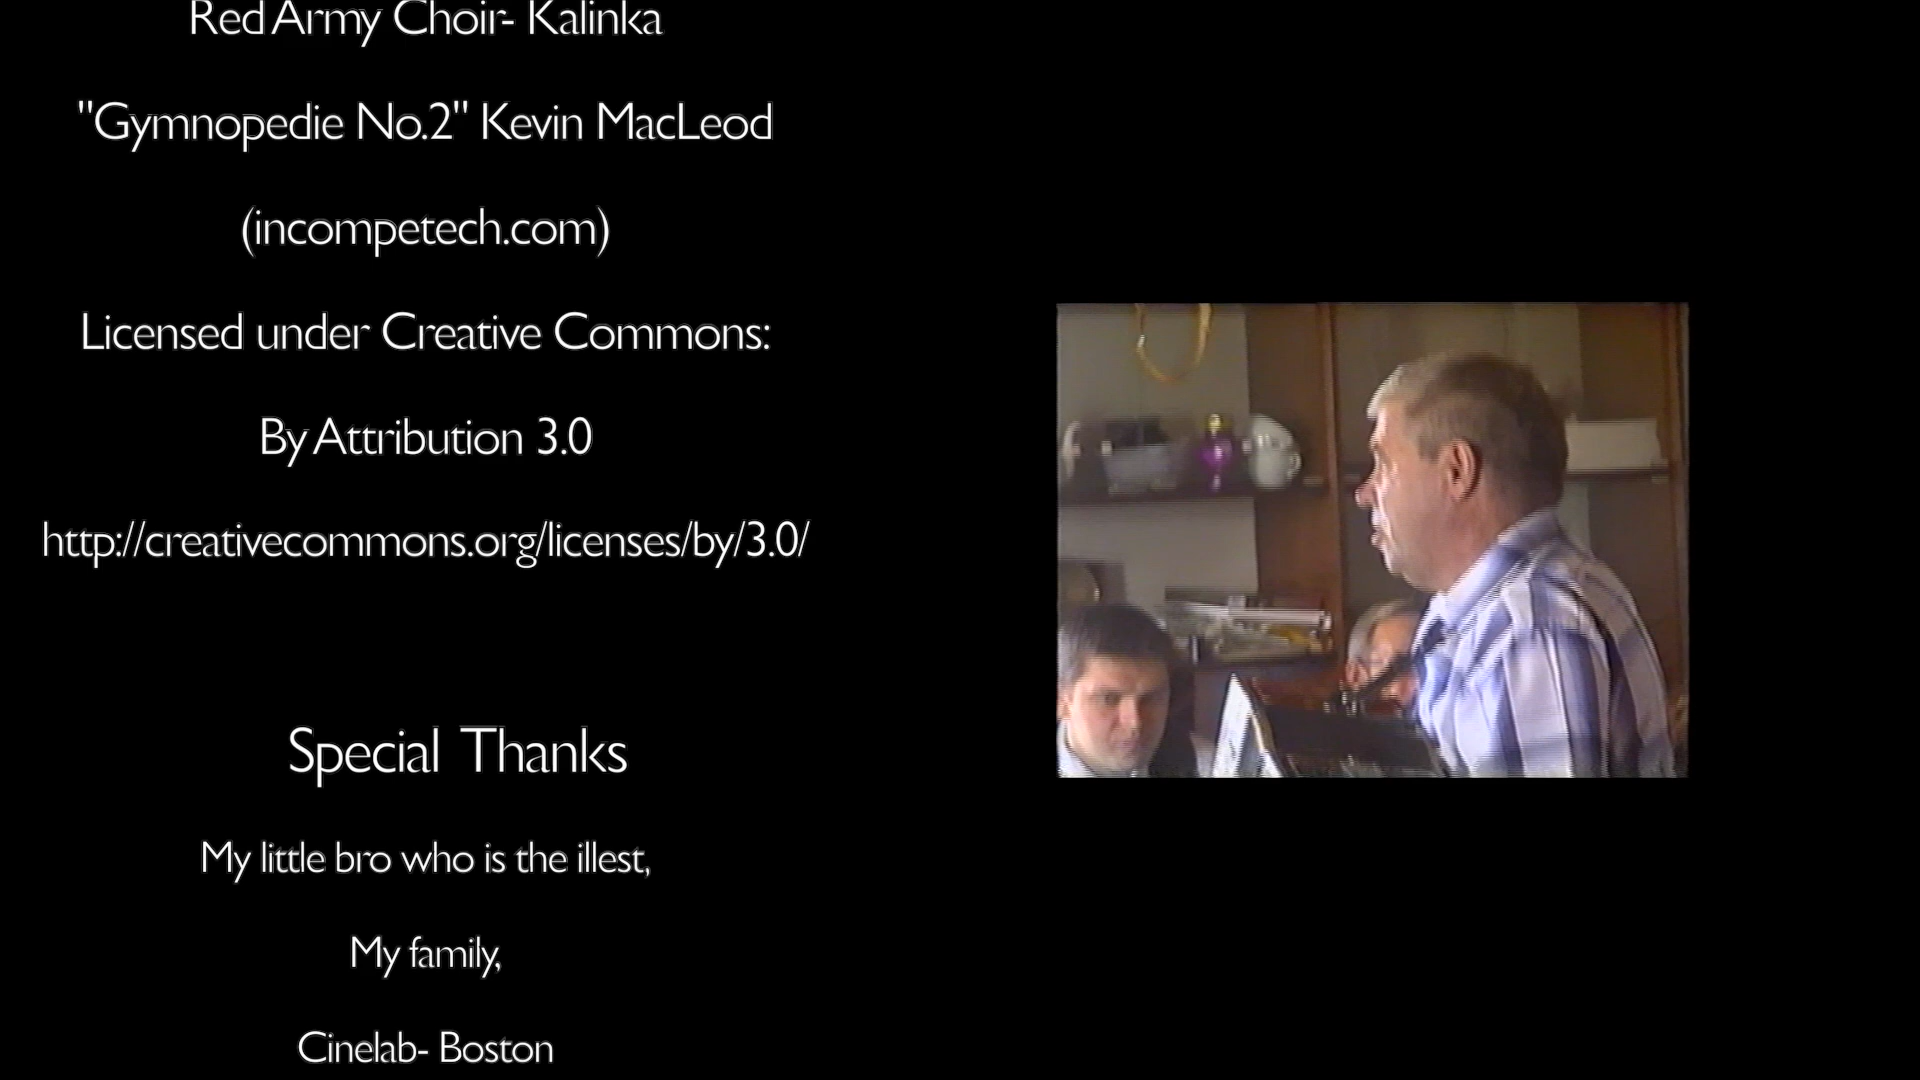 Red Army Choir- Kalinka
"Gymnopedie No.2" Kevin MacLeod
(incompetech.com)
Licensed under Creative Commons:
By Attribution 3.0
http://creativecommons.org/licenses/by/3.0/
Special Thanks
My little bro who is the illest,
My family,
Cinelab- Boston